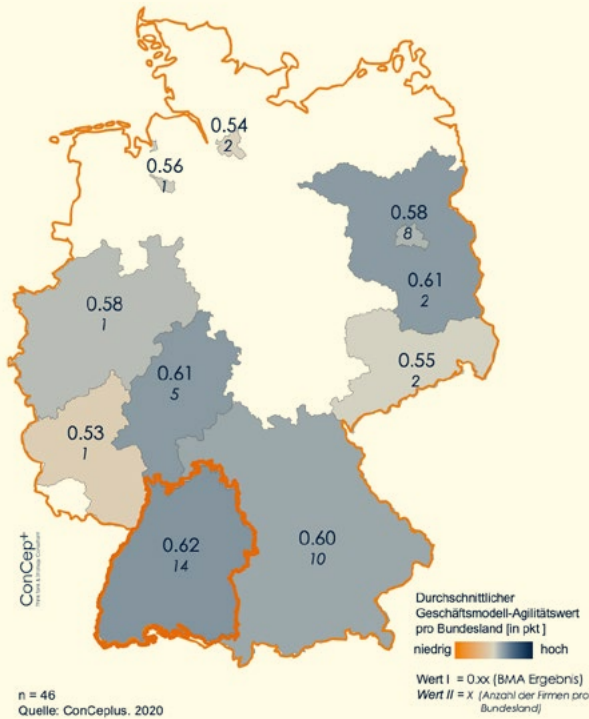 0.54
2
0.56
1
0.58
8
0.61
2
0.58
1
0.61
5
0.55
2
0.53
1
0.62
14
0.60
10
ConCep+
Durchschnittlicher
Geschäftsmodell-Agilitätswert
pro Bundesland [in pkt ]
niedrig hoch
Wert I = 0.xx (BMA Ergebnis)
Wert II = X (Anzahl der Firmen pro
Bundesland)
n = 46
Quelle: ConCeplus. 2020